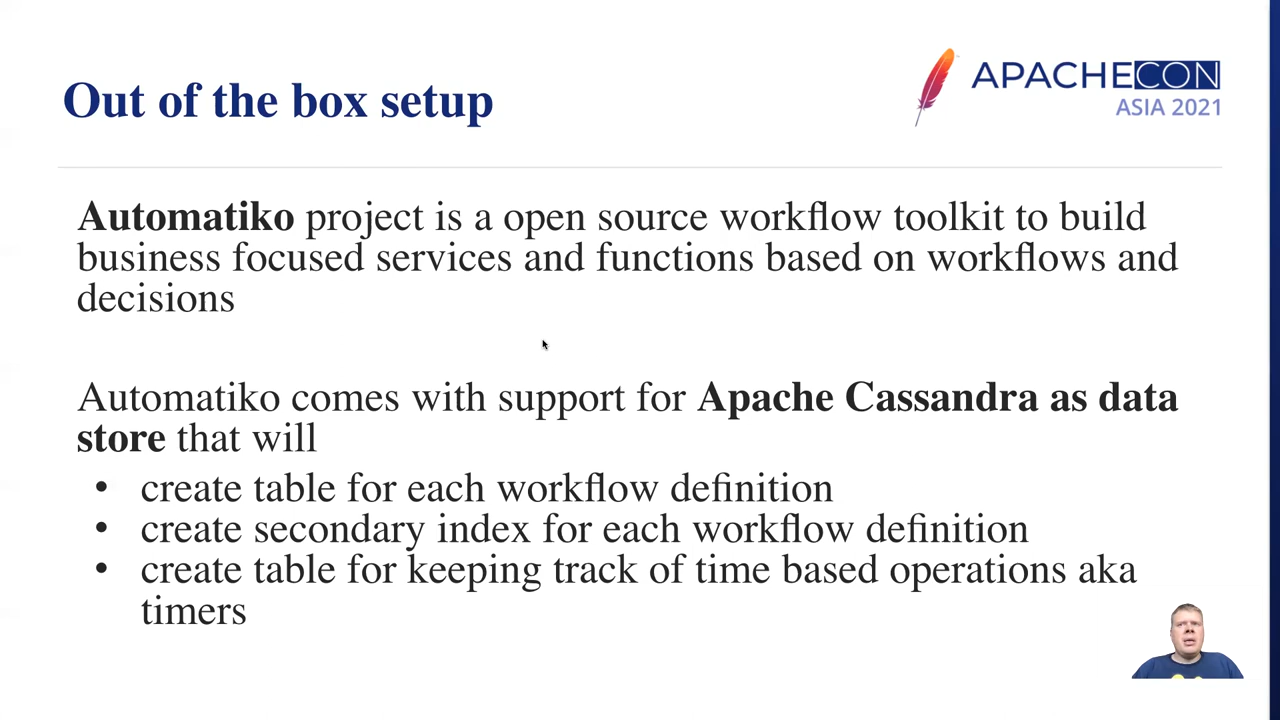 Out of the box setup
APACHECON
ASIA 2021
Automatiko project is a open source workflow toolkit to build
business focused services and functions based on workflows and
decisions
Automatiko comes with support for Apache Cassandra as data
store that will
• create table for each workflow definition
• create secondary index for each workflow definition
• create table for keeping track of time based operations aka
timers